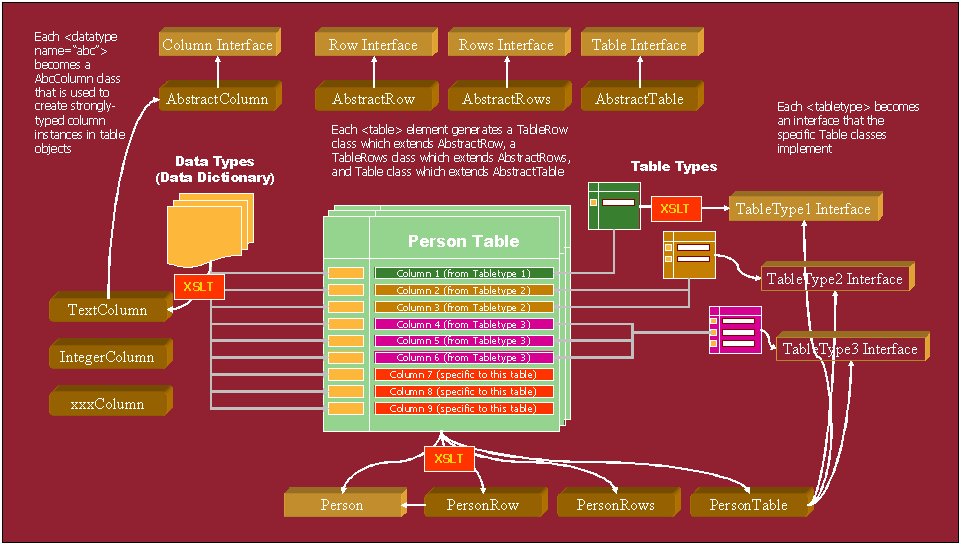 Each <datatype
name=“abc”>
becomes a
AbcColumn class
that is used to
create strongly-
typed column
instances in table
objects
Column Interface
Row Interface
Rows Interface
Table Interface
AbstractColumn
AbstractRow
AbstractRows
AbstractTable
Each <table> element generates a TableRow
class which extends AbstractRow, a
TableRows class which extends AbstractRows,
and Table class which extends AbstractTable
Each <tabletype> becomes
an interface that the
specific Table classes
implement
Data Types
(Data Dictionary)
Table Types
XSLT
TableType1 Interface
Person Table
Column 1 (from Tabletype 1)
Column 2 (from Tabletype 2)
Column 3 (from Tabletype 2)
Column 4 (from Tabletype 3)
Column 5 (from Tabletype 3)
Column 6 (from Tabletype 3)
Column 7 (specific to this table)
Column 8 (specific to this table)
Column 9 (specific to this table)
TableType2 Interface
TableType3 Interface
XSLT
TextColumn
IntegerColumn
xxxColumn
XSLT
Person
PersonRow
PersonRows
PersonTable